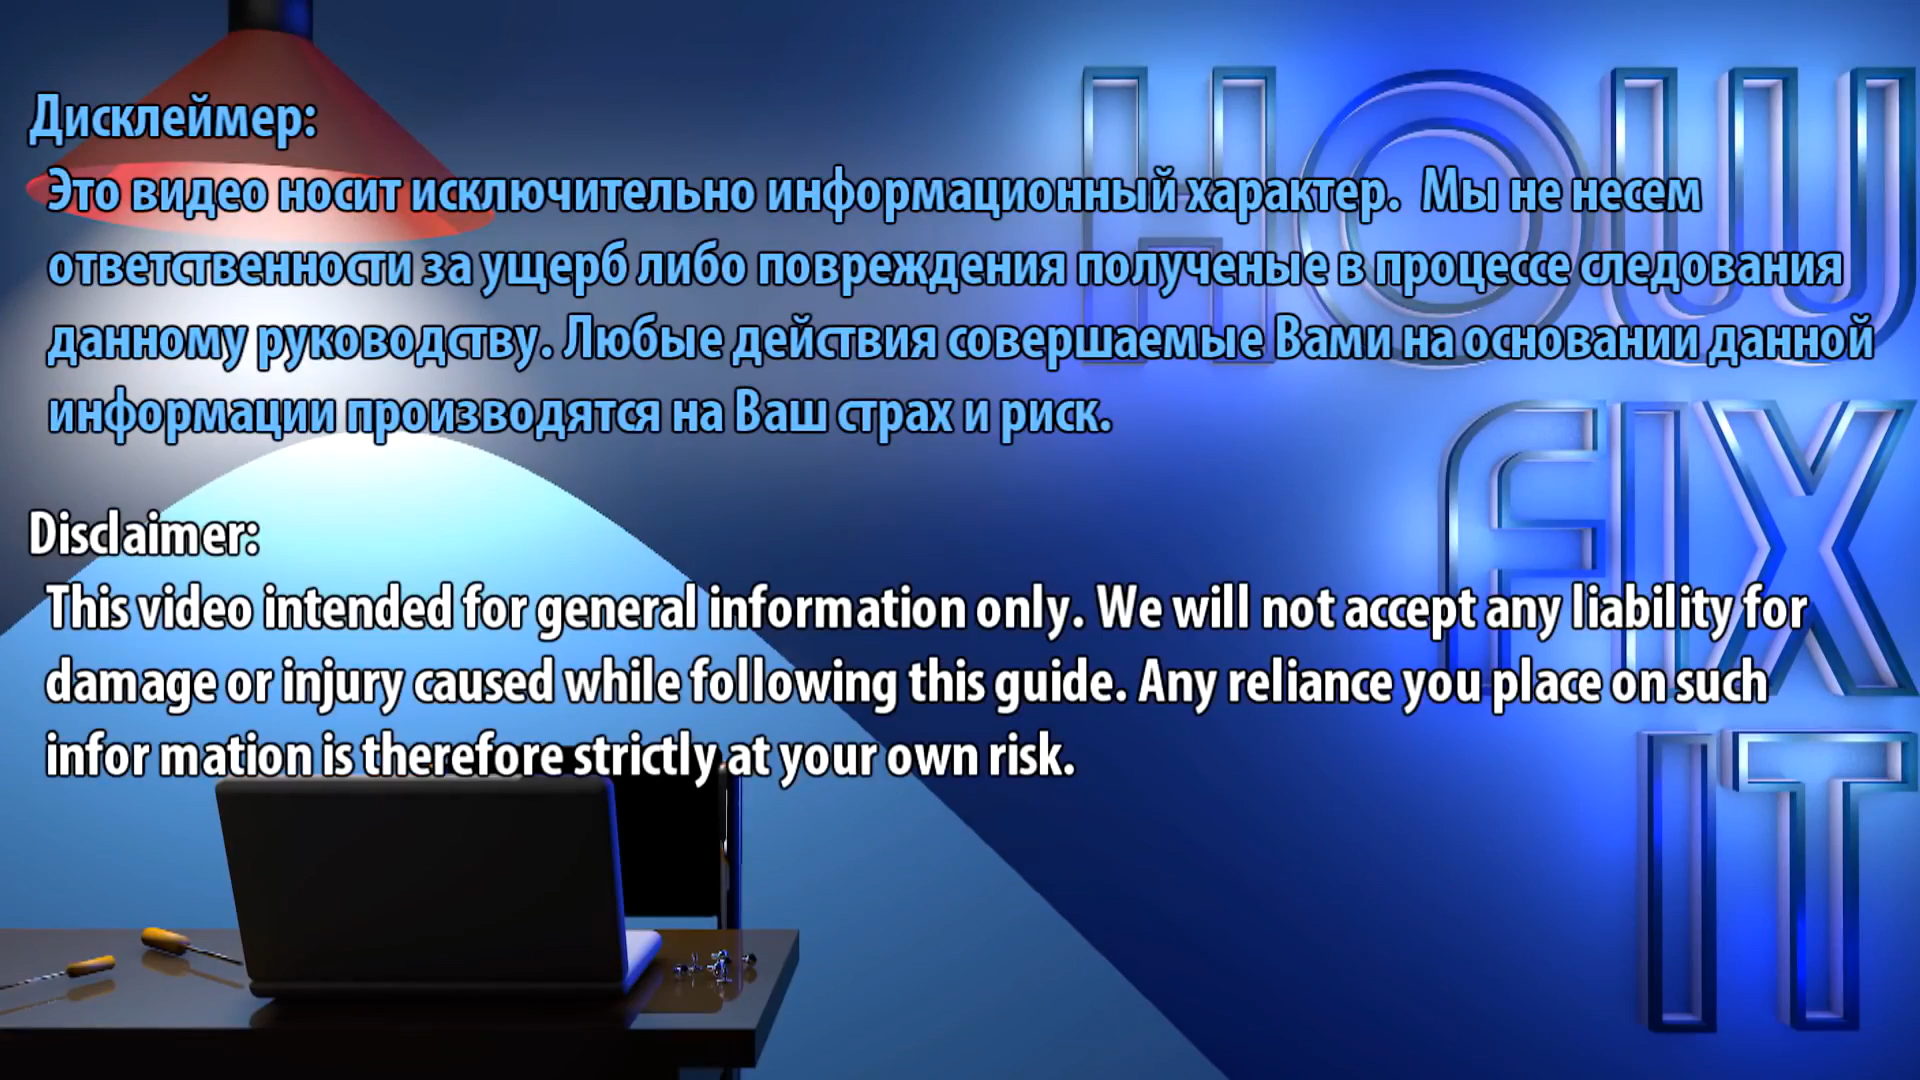 Дисклеймер:
Это видео носит исключительно информационный характер. Мы не несем
ответственности за ущерб либо повреждения полученые в процессе следования
данному руководству. Любые действия совершаемые Вами на основании данной
информации производятся на Ваш страх и риск.
Disclaimer:
This video intended for general information only. We will not accept any liability for
damage or injury caused while following this guide. Any reliance you place on such
infor mation is therefore strictly at your own risk.
HOW
FIX
IT